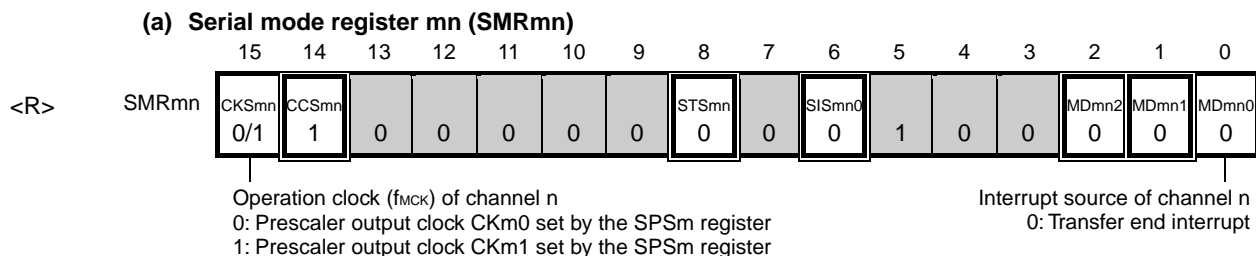 (a) Serial mode register mn (SMRmn)
15 14 13 12 11 10 9 8 7 6 5 4 3 2 1 0
<R> SMRmn CKSmn CCSmn STSmn SISmn0 MDmn2 MDmn1 MDmn0
0/1 1 0 0 0 0 0 0 0 0 1 0 0 0 0 0
Operation clock (fMCK) of channel n
0: Prescaler output clock CKm0 set by the SPSm register
1: Prescaler output clock CKm1 set by the SPSm register
Interrupt source of channel n
0: Transfer end interrupt